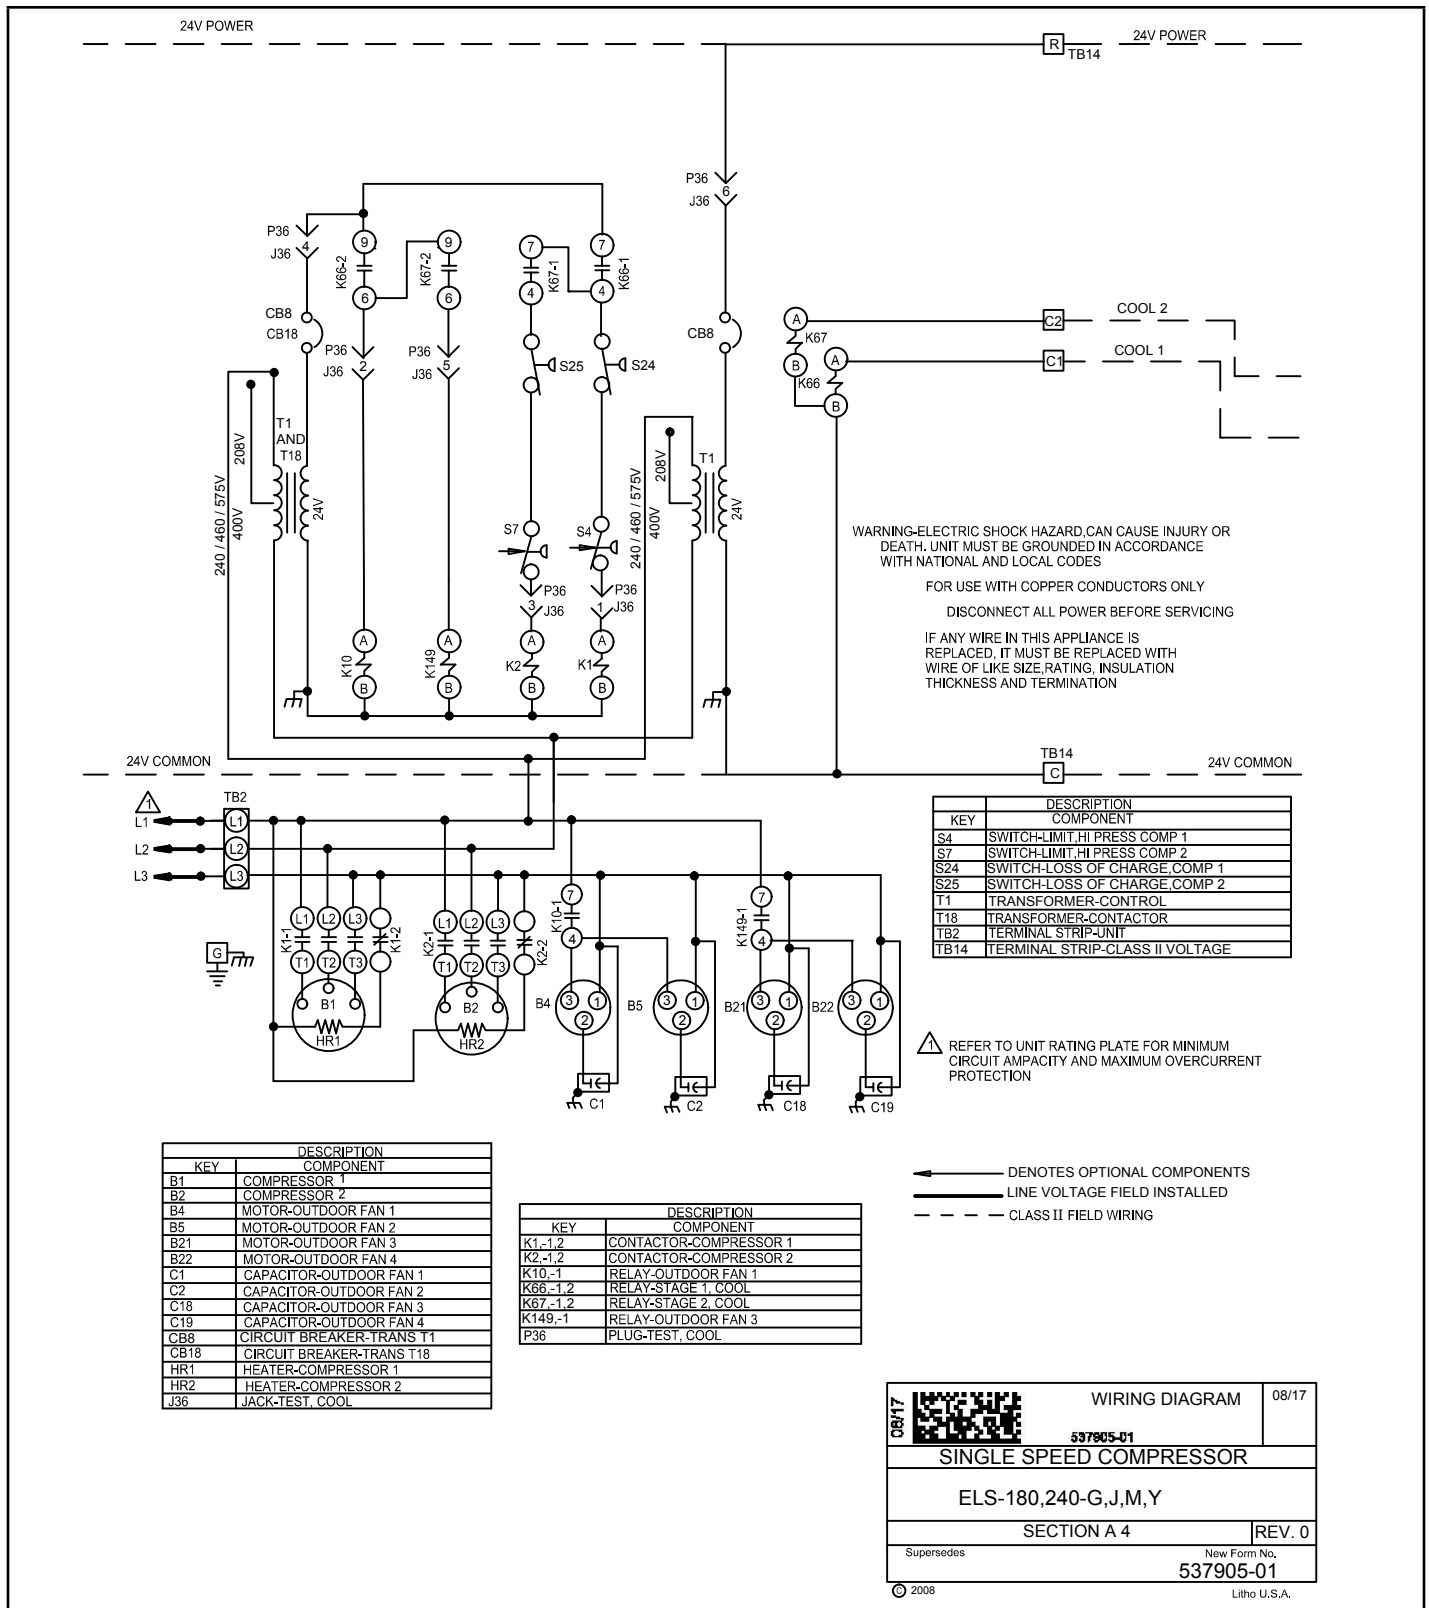 24V POWER
24V POWER
R
TB14
P36
6
J36
P36
4
J36
9
9
7
7
K66-2
K67-2
K67-1
K66-1
6
6
4
4
CB8
CB18
P36
2
J36
P36
5
J36
S25
S24
CB8
A
K67
B
A
K66
B
C2
COOL 2
C1
COOL 1
T1
AND
T18
208V
240 / 460 / 575V
400V
24V
T1
208V
240 / 460 / 575V
400V
24V
S7
S4
P36
3
J36
P36
1
J36
A
K10
B
A
K149
B
A
K2
B
A
K1
B
WARNING-ELECTRIC SHOCK HAZARD,CAN CAUSE INJURY OR
DEATH. UNIT MUST BE GROUNDED IN ACCORDANCE
WITH NATIONAL AND LOCAL CODES
FOR USE WITH COPPER CONDUCTORS ONLY
DISCONNECT ALL POWER BEFORE SERVICING
IF ANY WIRE IN THIS APPLIANCE IS
REPLACED, IT MUST BE REPLACED WITH
WIRE OF LIKE SIZE,RATING, INSULATION
THICKNESS AND TERMINATION
24V COMMON
TB14
C
24V COMMON
1
TB2
L1
L1
L2
L2
L3
L3
L1 L2 L3
K1-1
K1-2
T1 T2 T3
B1
HR1
L1 L2 L3
K2-1
K2-2
T1 T2 T3
B2
HR2
G
7
K10-1
4
B4
3 1
2
C1
B5
3 1
2
C2
7
K149-1
4
B21
3 1
2
C18
B22
3 1
2
C19
DESCRIPTION
KEY COMPONENT
S4 SWITCH-LIMIT,HI PRESS COMP 1
S7 SWITCH-LIMIT,HI PRESS COMP 2
S24 SWITCH-LOSS OF CHARGE,COMP 1
S25 SWITCH-LOSS OF CHARGE,COMP 2
T1 TRANSFORMER-CONTROL
T18 TRANSFORMER-CONTACTOR
TB2 TERMINAL STRIP-UNIT
TB14 TERMINAL STRIP-CLASS II VOLTAGE
1 REFER TO UNIT RATING PLATE FOR MINIMUM
CIRCUIT AMPACITY AND MAXIMUM OVERCURRENT
PROTECTION
DESCRIPTION
KEY COMPONENT
B1 COMPRESSOR 1
B2 COMPRESSOR 2
B4 MOTOR-OUTDOOR FAN 1
B5 MOTOR-OUTDOOR FAN 2
B21 MOTOR-OUTDOOR FAN 3
B22 MOTOR-OUTDOOR FAN 4
C1 CAPACITOR-OUTDOOR FAN 1
C2 CAPACITOR-OUTDOOR FAN 2
C18 CAPACITOR-OUTDOOR FAN 3
C19 CAPACITOR-OUTDOOR FAN 4
CB8 CIRCUIT BREAKER-TRANS T1
CB18 CIRCUIT BREAKER-TRANS T18
HR1 HEATER-COMPRESSOR 1
HR2 HEATER-COMPRESSOR 2
J36 JACK-TEST, COOL
DESCRIPTION
KEY COMPONENT
K1,-1,2 CONTACTOR-COMPRESSOR 1
K2,-1,2 CONTACTOR-COMPRESSOR 2
K10,-1 RELAY-OUTDOOR FAN 1
K66,-1,2 RELAY-STAGE 1, COOL
K67,-1,2 RELAY-STAGE 2, COOL
K149,-1 RELAY-OUTDOOR FAN 3
P36 PLUG-TEST, COOL
DENOTES OPTIONAL COMPONENTS
LINE VOLTAGE FIELD INSTALLED
CLASS II FIELD WIRING
08/17
WIRING DIAGRAM
08/17
537905-01
SINGLE SPEED COMPRESSOR
ELS-180,240-G,J,M,Y
SECTION A 4
REV. 0
Supersedes
New Form No.
537905-01
© 2008
Litho U.S.A.